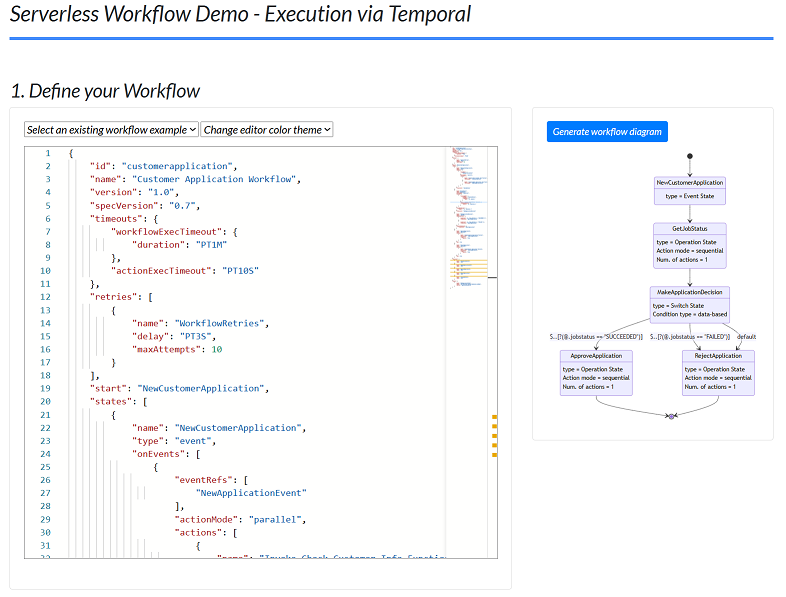 Serverless Workflow Demo - Execution via Temporal
1. Define your Workflow
Select an existing workflow example
Change editor color theme
1 {
2 "id": "customerapplication",
3 "name": "Customer Application Workflow",
4 "version": "1.0",
5 "specVersion": "0.7",
6 "timeouts": {
7 "workflowExecTimeout": {
8 "duration": "PT1M"
9 },
10 "actionExecTimeout": "PT10S"
11 },
12 "retries": [
13 {
14 "name": "WorkflowRetries",
15 "delay": "PT3S",
16 "maxAttempts": 10
17 }
18 ],
19 "start": "NewCustomerApplication",
20 "states": [
21 {
22 "name": "NewCustomerApplication",
23 "type": "event",
24 "onEvents": [
25 {
26 "eventRefs": [
27 "NewApplicationEvent"
28 ],
29 "actionMode": "parallel",
30 "actions": [
31 {
Generate workflow diagram
NewCustomerApplication
type = Event State
GetJobStatus
type = Operation State
Action mode = sequential
Num. of actions = 1
MakeApplicationDecision
type = Switch State
Condition type = data-based
$..[?(@.jobstatus == "SUCCEEDED")]
$..[?(@.jobstatus == "FAILED")]
default
ApproveApplication
type = Operation State
Action mode = sequential
Num. of actions = 1
RejectApplication
type = Operation State
Action mode = sequential
Num. of actions = 1